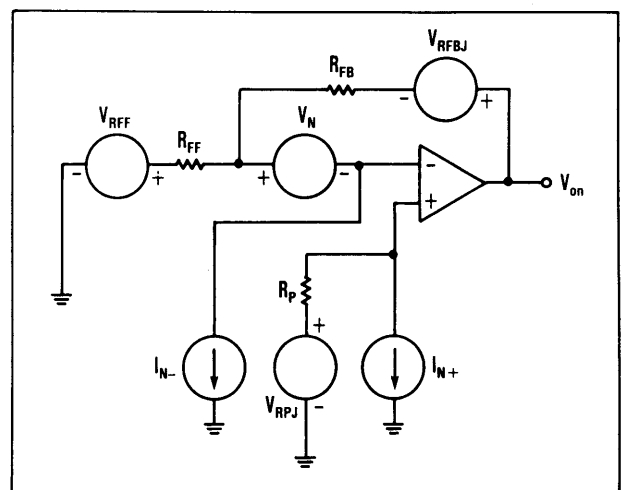 V_RFBJ
R_FB
- +
V_RFF
R_FF
V_N
- +
+ -
-
+
V_on
R_P
+
I_N-
V_RPJ
-
I_N+